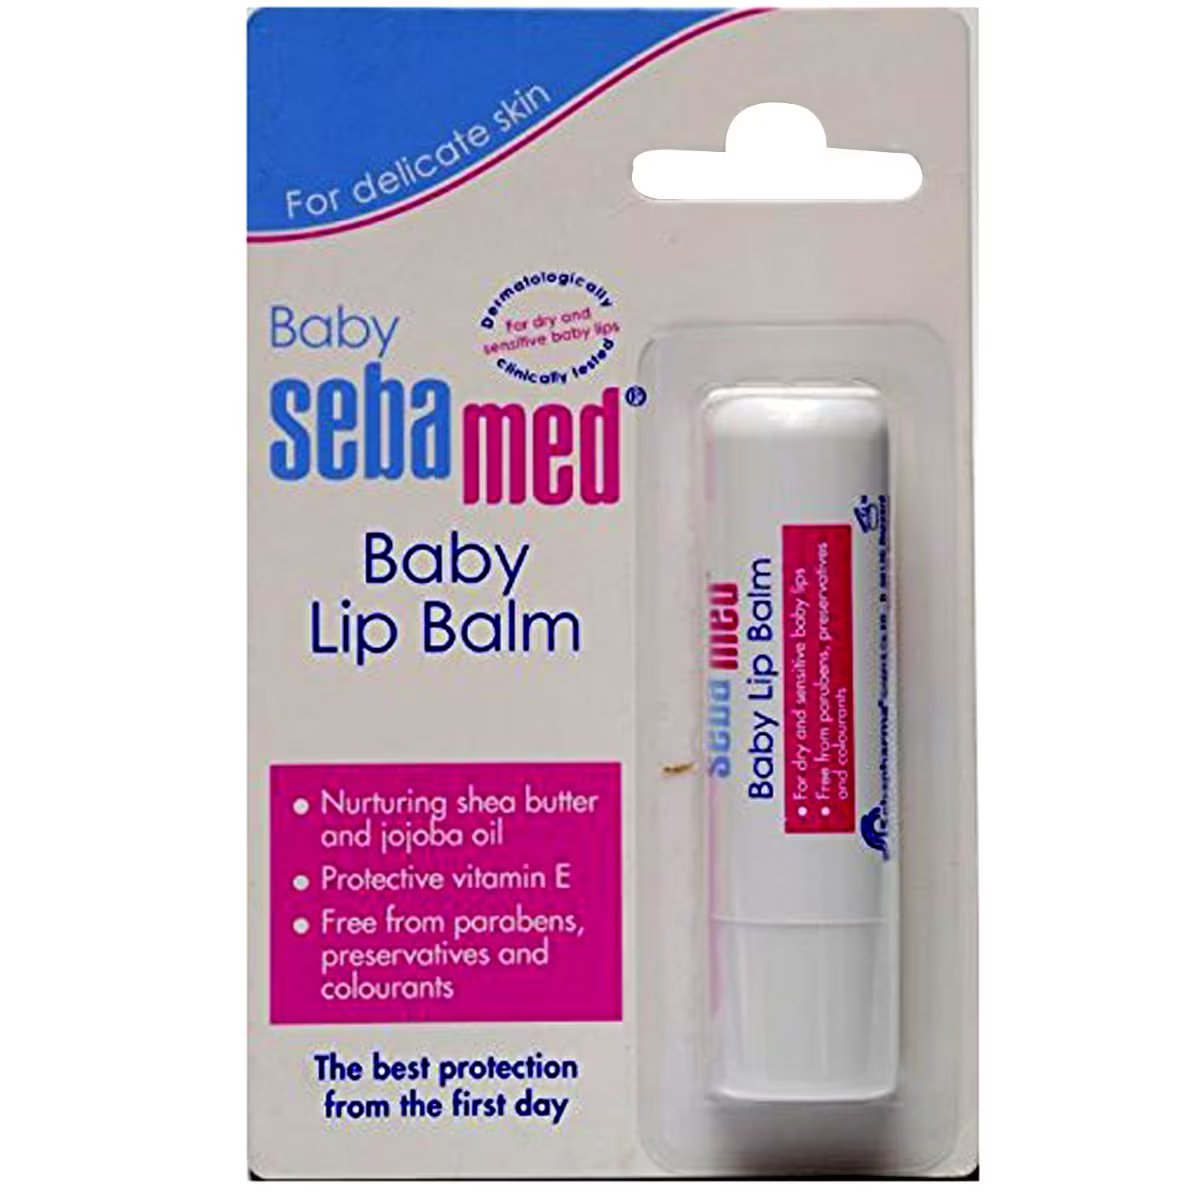 For delicate skin
Baby
Dermatologically
For dry and
sensitive baby lips
clinically tested
sebamed®
Baby
Lip Balm
• Nurturing shea butter
and jojoba oil
• Protective vitamin E
• Free from parabens,
preservatives and
colourants
The best protection
from the first day
sebamed
Baby Lip Balm
• For dry and sensitive baby lips
• Free from parabens, preservatives
and colourants